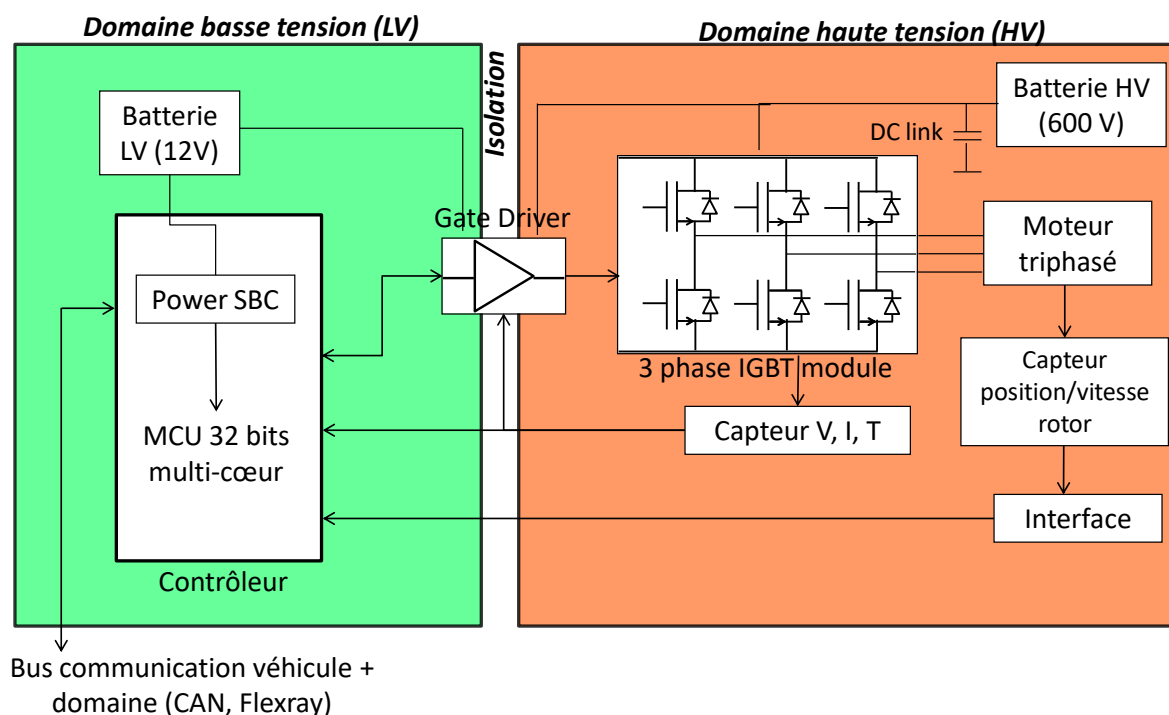 Domaine basse tension (LV)
Domaine haute tension (HV)
Isolation
Batterie
LV (12V)
Batterie HV
(600 V)
DC link
Gate Driver
Moteur
triphasé
Power SBC
3 phase IGBT module
Capteur
position/vitesse
rotor
MCU 32 bits
multi-cœur
Capteur V, I, T
Interface
Contrôleur
Bus communication véhicule +
domaine (CAN, Flexray)